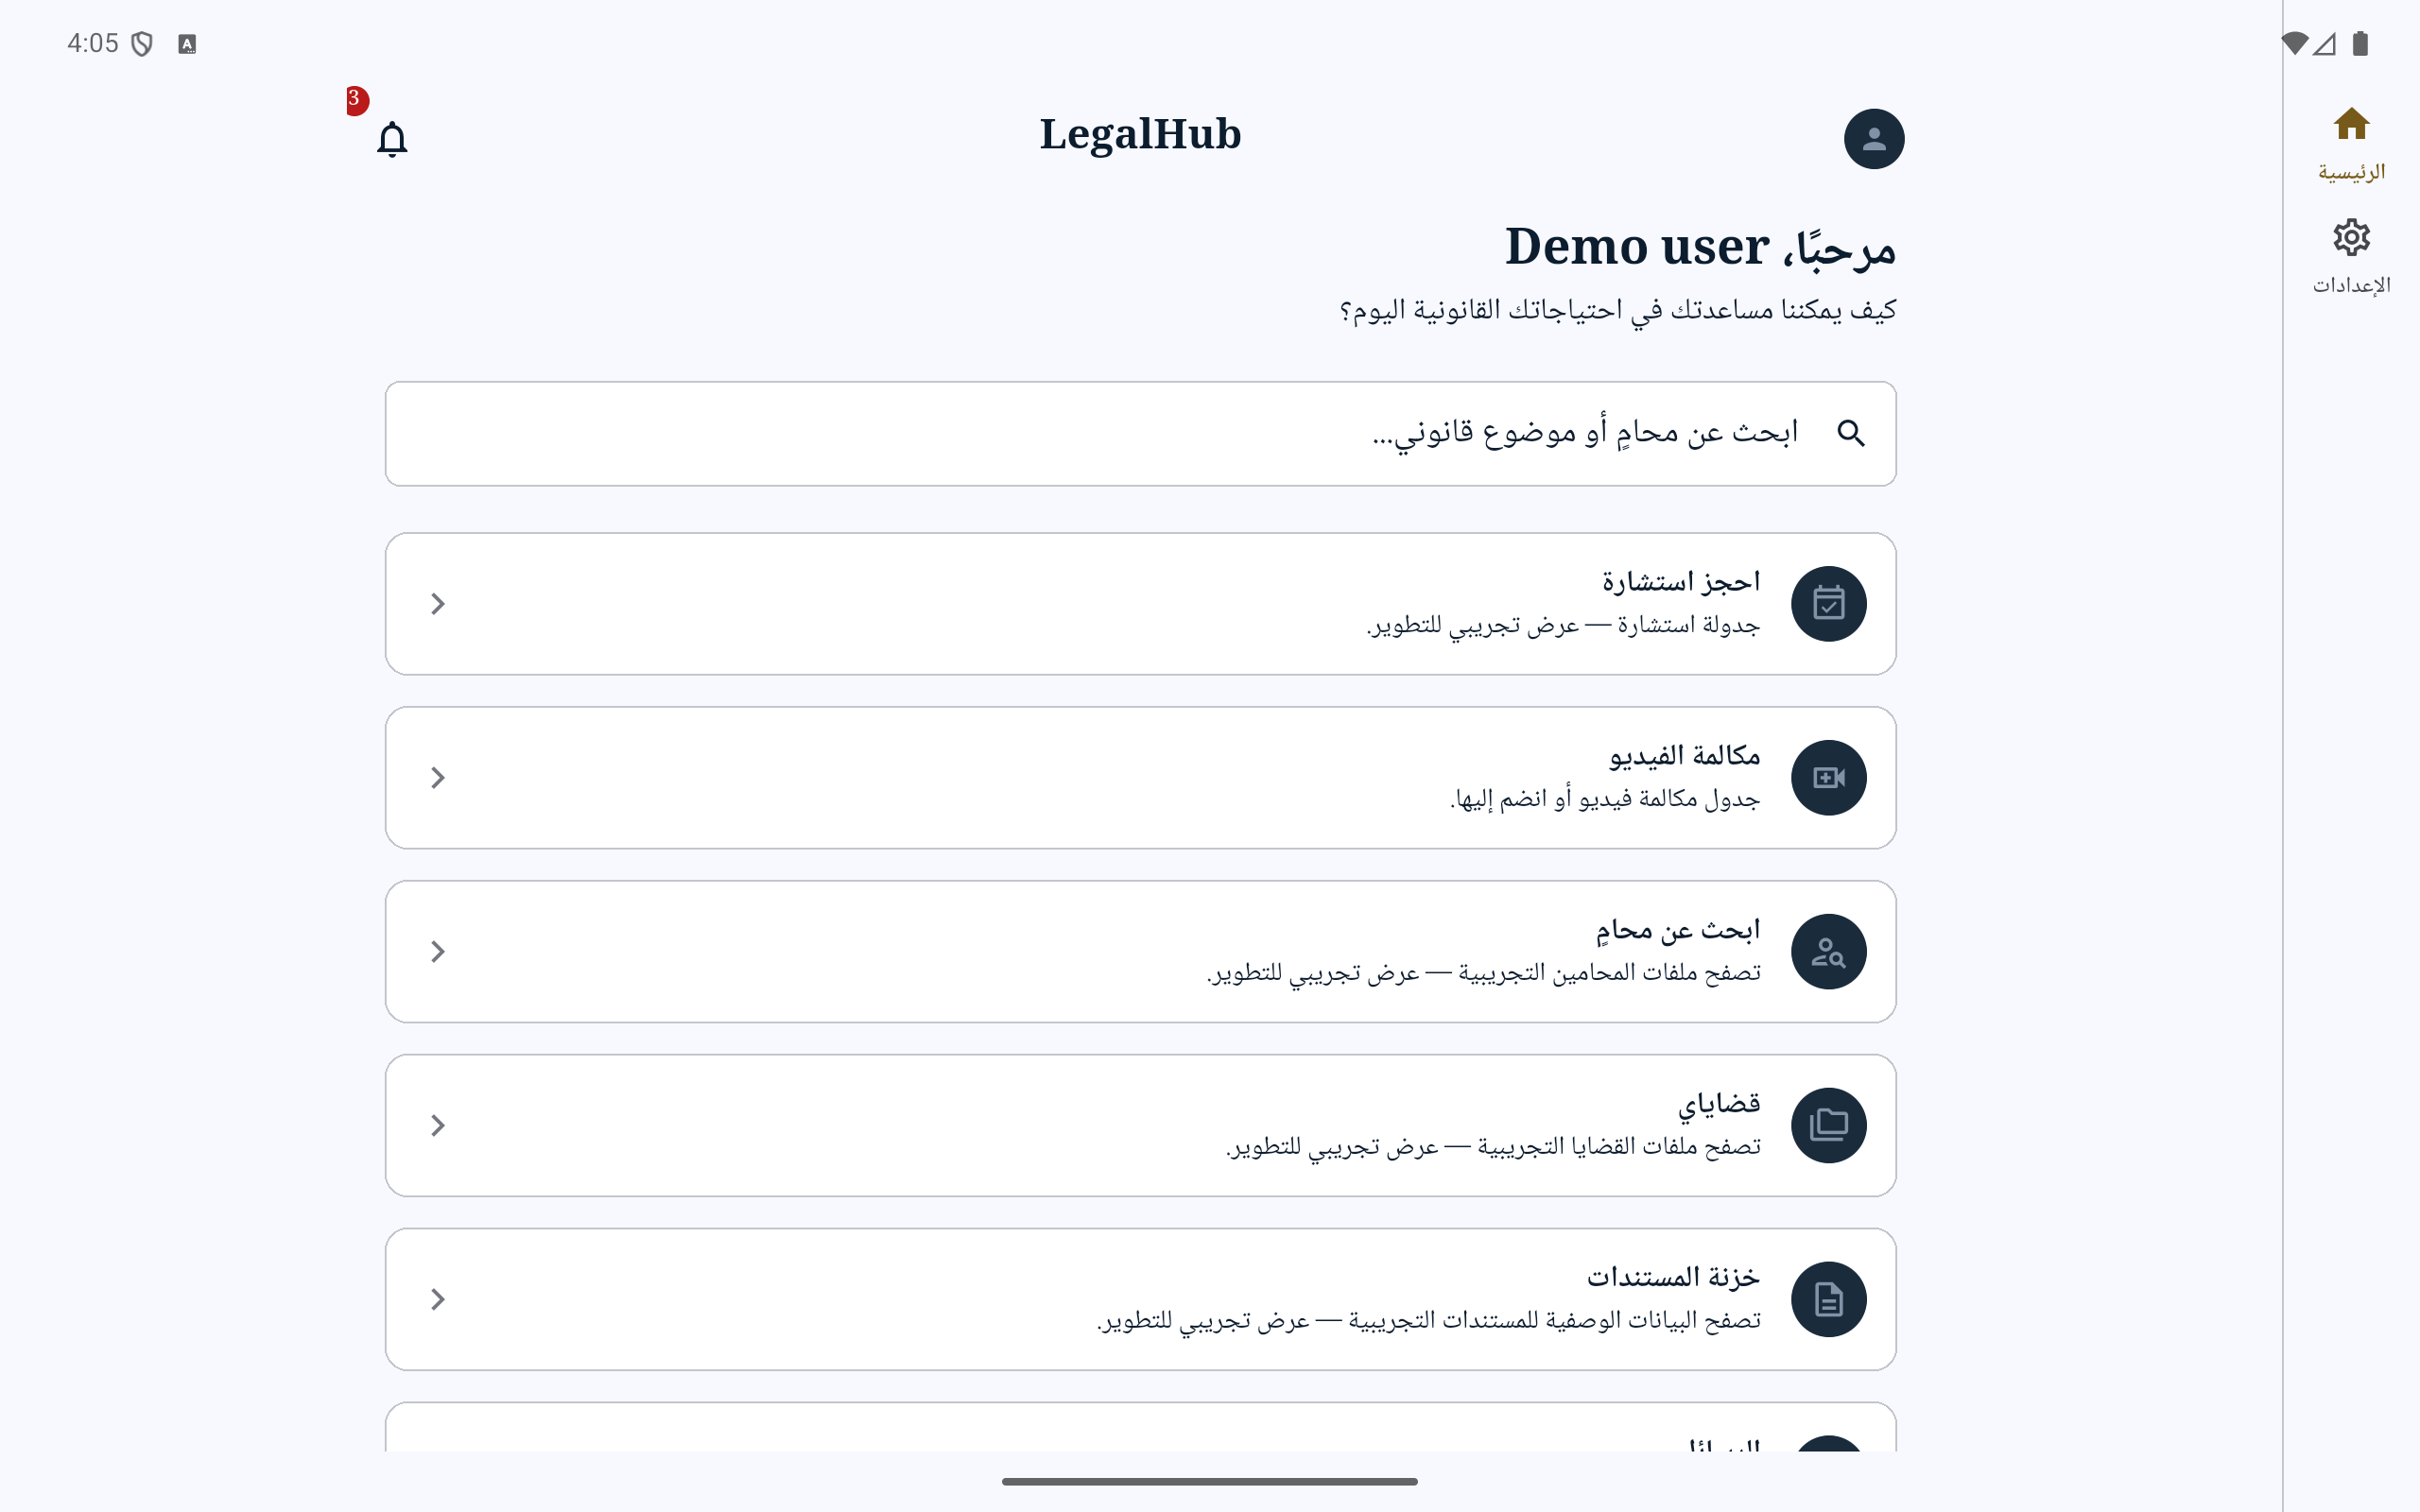 4:05
3
LegalHub
الرئيسية
الإعدادات
مرحبًا، Demo user
كيف يمكننا مساعدتك في احتياجاتك القانونية اليوم؟
ابحث عن محامٍ أو موضوع قانوني...
احجز استشارة
جدولة استشارة — عرض تجريبي للتطوير.
مكالمة الفيديو
جدول مكالمة فيديو أو انضم إليها.
ابحث عن محامٍ
تصفح ملفات المحامين التجريبية — عرض تجريبي للتطوير.
قضاياي
تصفح ملفات القضايا التجريبية — عرض تجريبي للتطوير.
خزنة المستندات
تصفح البيانات الوصفية للمستندات التجريبية — عرض تجريبي للتطوير.